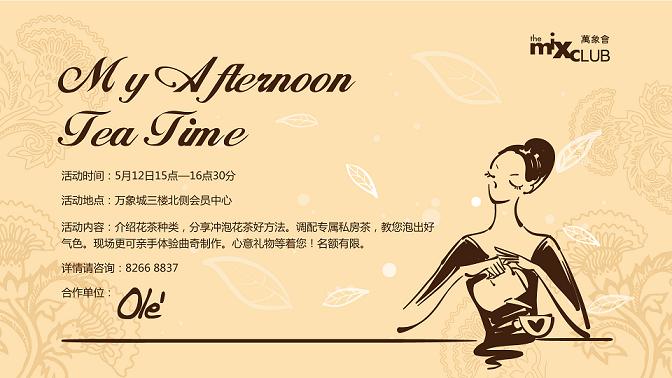 the mixCLUB 萬象會
My Afternoon
Tea Time
活动时间：5月12日15点—16点30分
活动地点：万象城三楼北侧会员中心
活动内容：介绍花茶种类，分享冲泡花茶好方法。调配专属私房茶，教您泡出好
气色。现场更可亲手体验曲奇制作。心意礼物等着您！名额有限。
详情请咨询：8266 8837
合作单位：Olé